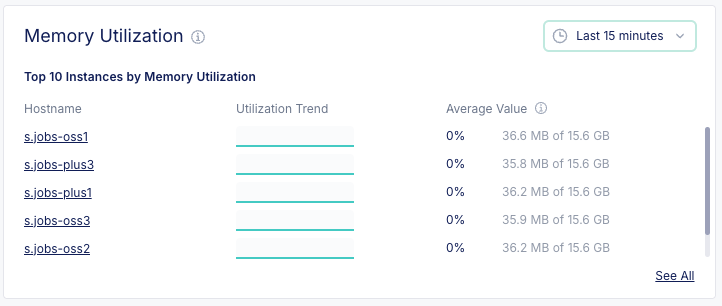 Memory Utilization
Last 15 minutes
Top 10 Instances by Memory Utilization
Hostname Utilization Trend Average Value
s.jobs-oss1 0% 36.6 MB of 15.6 GB
s.jobs-plus3 0% 35.8 MB of 15.6 GB
s.jobs-plus1 0% 36.2 MB of 15.6 GB
s.jobs-oss3 0% 35.9 MB of 15.6 GB
s.jobs-oss2 0% 36.2 MB of 15.6 GB
See All